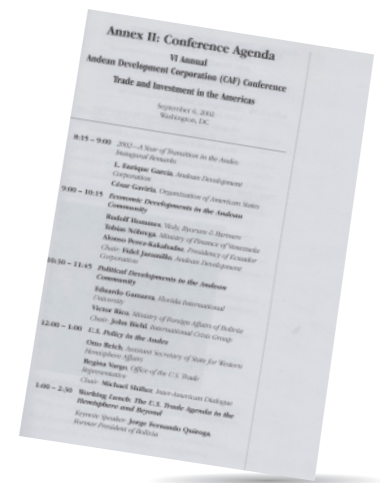 Annex II: Conference Agenda
VI Annual
Andean Development Corporation (CAF) Conference
Trade and Investment in the Americas
September 6, 2002
Washington, DC
8:15 – 9:00 2002—A Year of Transition in the Andes
Inaugural Remarks
L. Enrique García, Andean Development
Corporation
César Gaviria, Organization of American States
9:00 – 10:15 Economic Developments in the Andean
Community
Rudolf Hommes, Violy, Byorum & Partners
Tobías Nóbrega, Ministry of Finance of Venezuela
Alonso Perez-Kakabadse, Presidency of Ecuador
Chair: Fidel Jaramillo, Andean Development
Corporation
10:30 – 11:45 Political Developments in the Andean
Community
Eduardo Gamarra, Florida International
University
Victor Rico, Ministry of Foreign Affairs of Bolivia
Chair: John Biehl, International Crisis Group
12:00 – 1:00 U.S. Policy in the Andes
Otto Reich, Assistant Secretary of State for Western
Hemisphere Affairs
Regina Vargo, Office of the U.S. Trade
Representative
Chair: Michael Shifter, Inter-American Dialogue
1:00 – 2:30 Working Lunch: The U.S. Trade Agenda in the
Hemisphere and Beyond
Keynote Speaker: Jorge Fernando Quiroga,
Former President of Bolivia